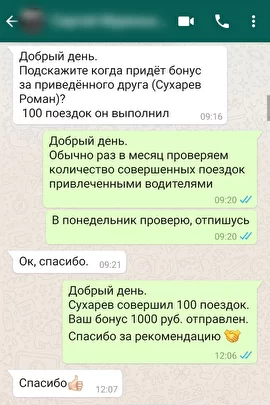 Добрый день.
Подскажите когда придёт бонус
за приведённого друга (Сухарев
Роман)?
100 поездок он выполнил
09:16
Добрый день.
Обычно раз в месяц проверяем
количество совершенных поездок
привлеченными водителями
09:20
В понедельник проверю, отпишусь
09:20
Ок, спасибо. 09:21
Добрый день.
Сухарев совершил 100 поездок.
Ваш бонус 1000 руб. отправлен.
Спасибо за рекомендацию 🤝
12:06
Спасибо👍🏻 12:07